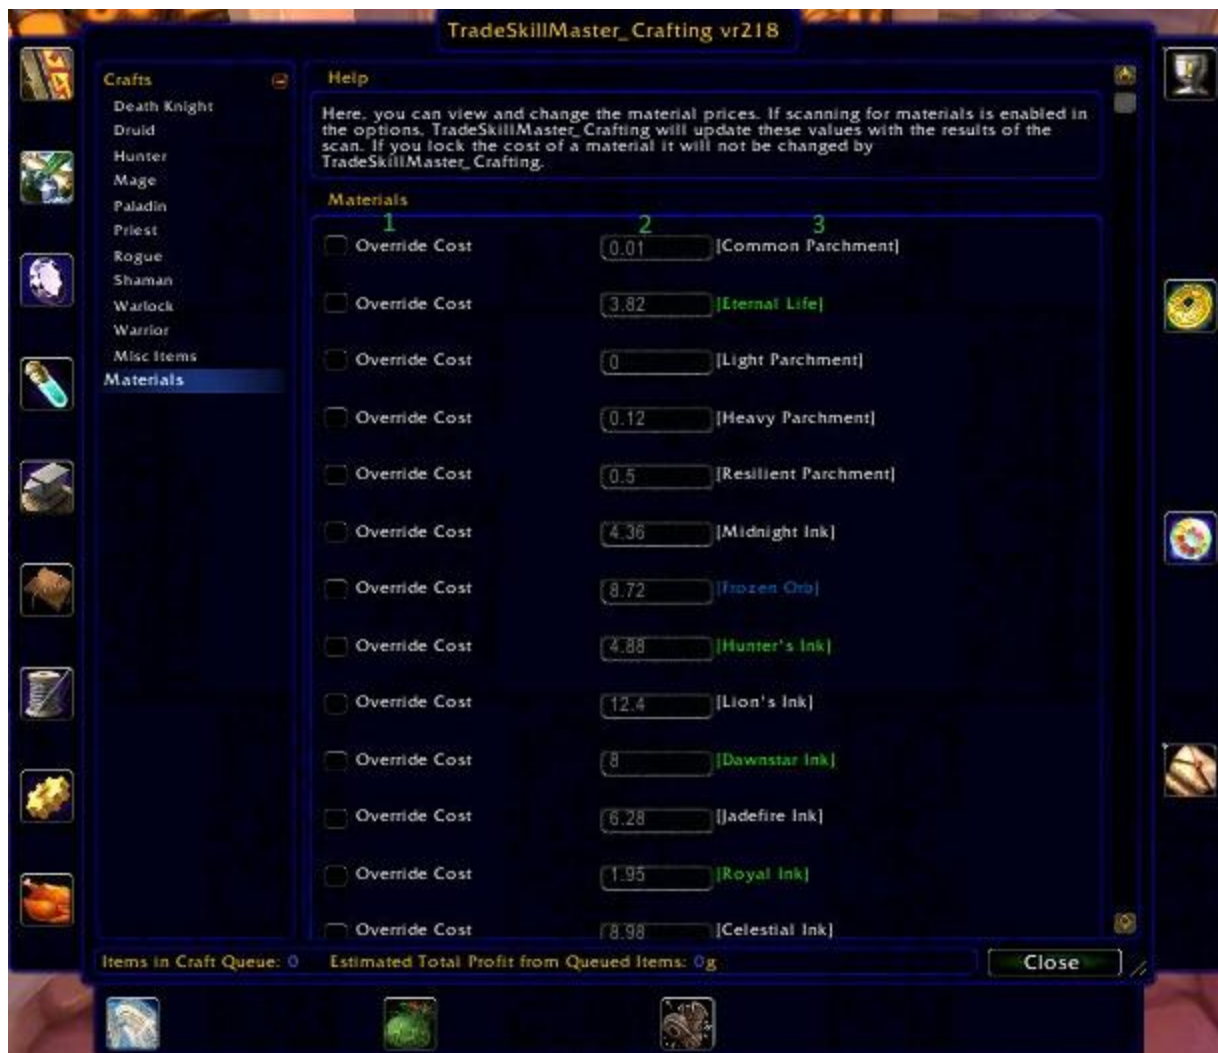 TradeSkillMaster_Crafting vr218
Crafts
Death Knight
Druid
Hunter
Mage
Paladin
Priest
Rogue
Shaman
Warlock
Warrior
Misc Items
Materials
Help
Here, you can view and change the material prices. If scanning for materials is enabled in
the options, TradeSkillMaster_Crafting will update these values with the results of the
scan. If you lock the cost of a material it will not be changed by
TradeSkillMaster_Crafting.
Materials
1 2 3
Override Cost 0.01 [Common Parchment]
Override Cost 3.82 [Eternal Life]
Override Cost 0 [Light Parchment]
Override Cost 0.12 [Heavy Parchment]
Override Cost 0.5 [Resilient Parchment]
Override Cost 4.36 [Midnight Ink]
Override Cost 8.72 [Frozen Orb]
Override Cost 4.88 [Hunter's Ink]
Override Cost 12.4 [Lion's Ink]
Override Cost 8 [Dawnstar Ink]
Override Cost 6.28 [Jadefire Ink]
Override Cost 1.95 [Royal Ink]
Override Cost 8.98 [Celestial Ink]
Items in Craft Queue: 0 Estimated Total Profit from Queued Items: 0g
Close